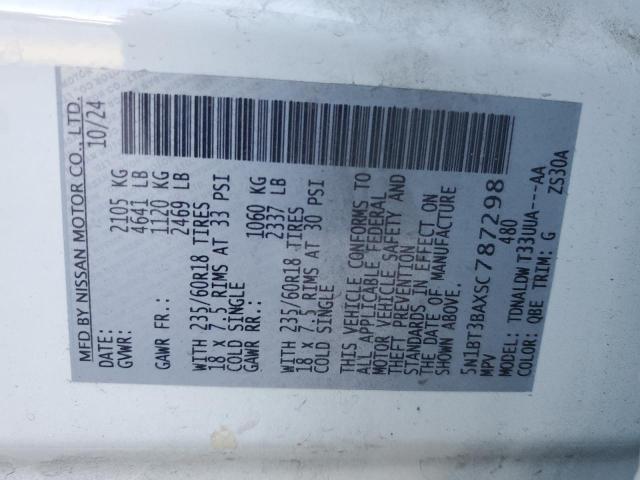 MFD BY NISSAN MOTOR CO., LTD.
DATE: 10/24
GVWR: 2105 KG
4641 LB
GAWR FR.: 1120 KG
2469 LB
WITH 235/60R18 TIRES
18 x 7.5 RIMS AT 33 PSI
COLD SINGLE
GAWR RR.: 1060 KG
2337 LB
WITH 235/60R18 TIRES
18 x 7.5 RIMS AT 30 PSI
COLD SINGLE
THIS VEHICLE CONFORMS TO
ALL APPLICABLE FEDERAL
MOTOR VEHICLE SAFETY AND
THEFT PREVENTION
STANDARDS IN EFFECT ON
THE DATE OF MANUFACTURE
SHOWN ABOVE.
5N1BT3BAXSC787298
MPV 480
MODEL: TDNALDW T33UUA---AA
COLOR: QBE TRIM: G ZS30A